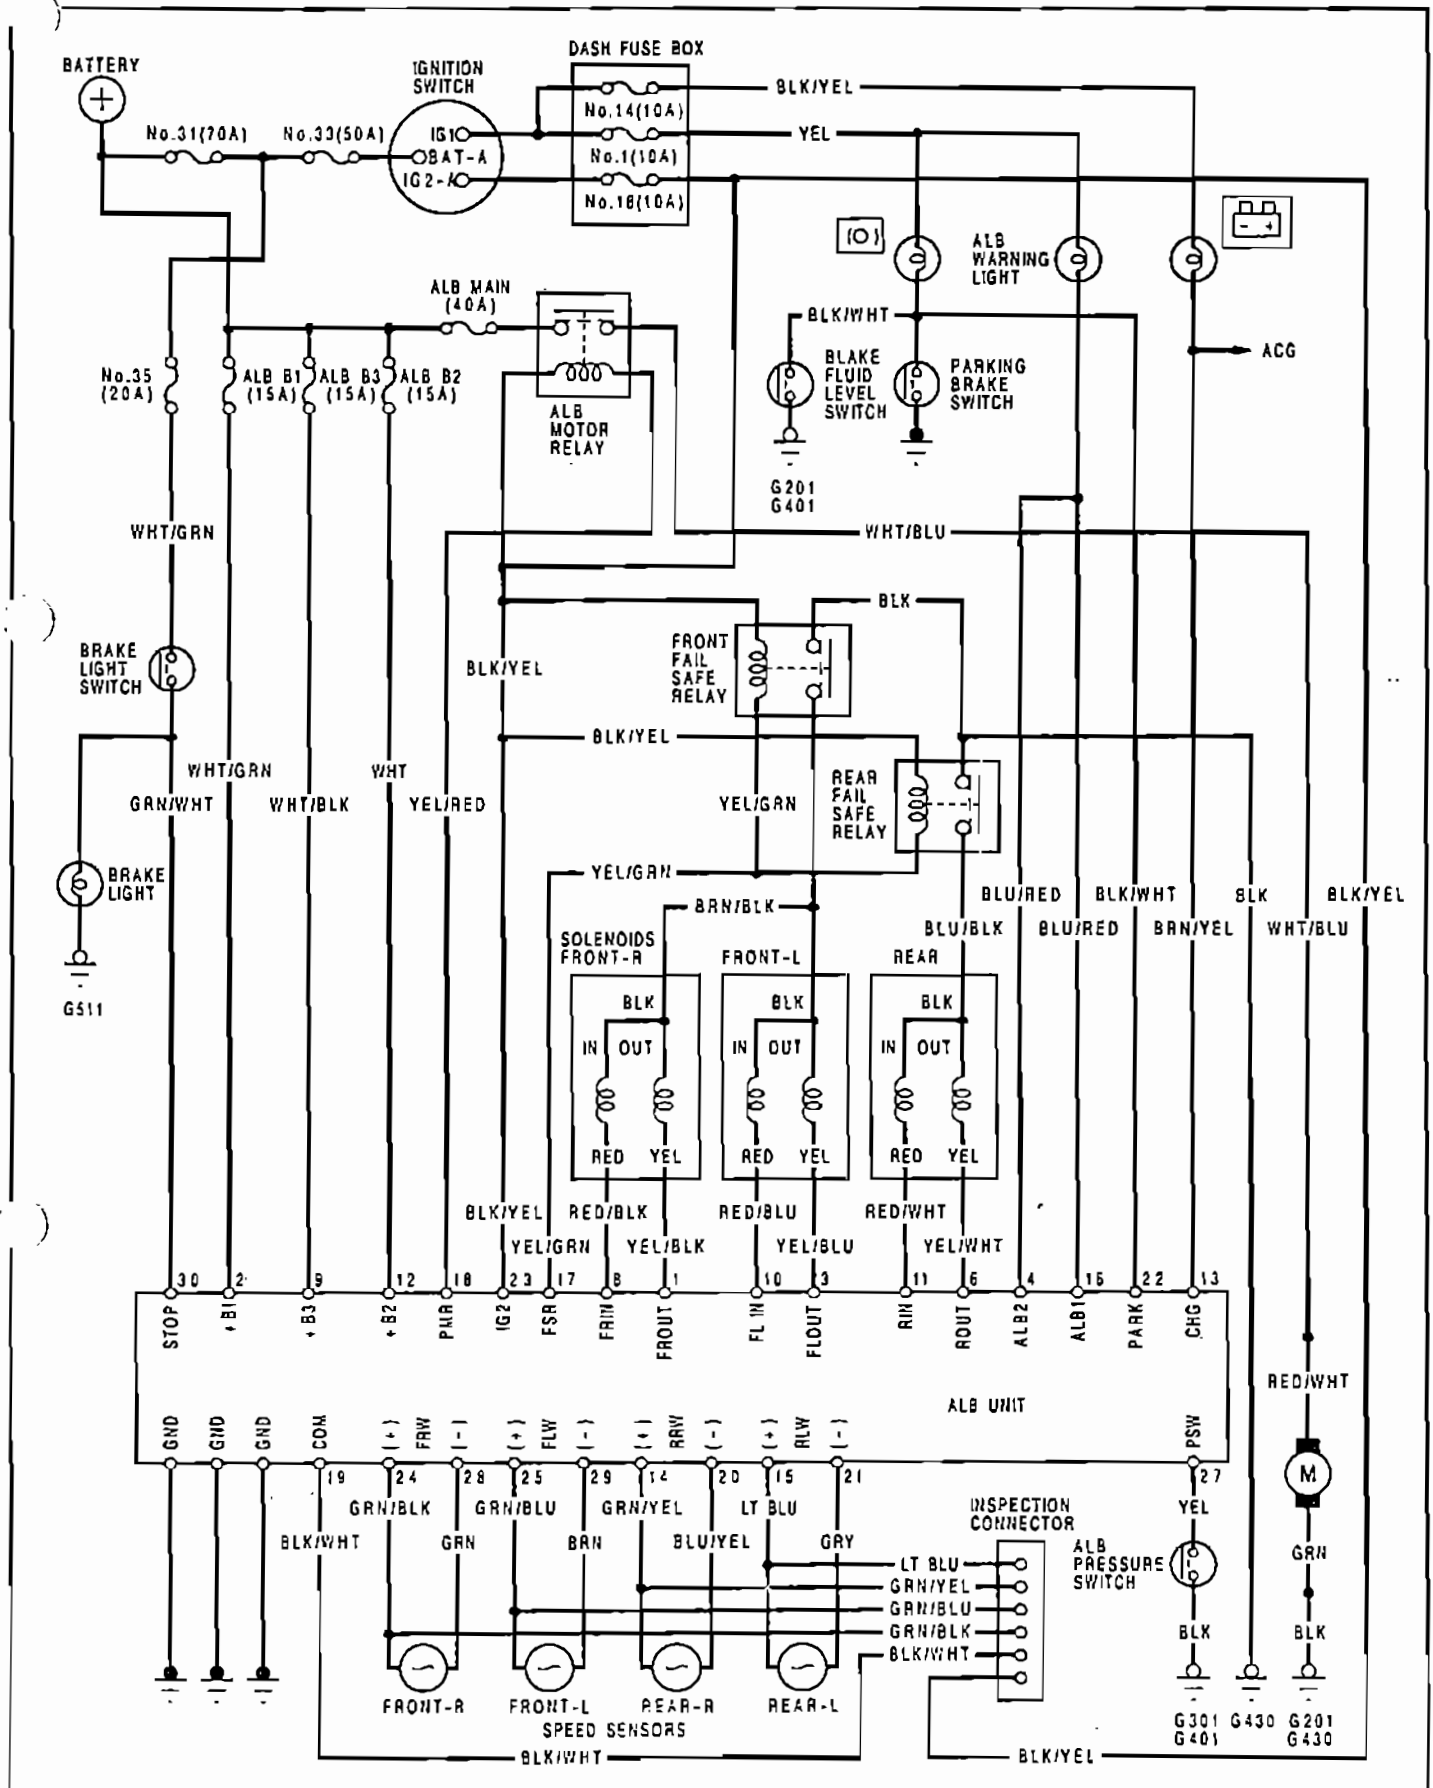 DASH FUSE BOX
BATTERY
IGNITION
SWITCH
BLK/YEL
No.14(10A)
No.31(70A)
No.33(50A)
IG1
YEL
BAT-A
No.1(10A)
IG2-A
No.18(10A)
- +
(O)
ALB
WARNING
LIGHT
ALB MAIN
(40A)
BLK/WHT
ACG
No.35
(20A)
ALB B1
(15A)
ALB B3
(15A)
ALB B2
(15A)
BLAKE
FLUID
LEVEL
SWITCH
PARKING
BRAKE
SWITCH
ALB
MOTOR
RELAY
G201
G401
WHT/GRN
WHT/BLU
BLK
BRAKE
LIGHT
SWITCH
BLK/YEL
FRONT
FAIL
SAFE
RELAY
BLK/YEL
WHT/GRN
WHT
GRN/WHT
WHT/BLK
YEL/RED
YEL/GRN
REAR
FAIL
SAFE
RELAY
BRAKE
LIGHT
YEL/GRN
BRN/BLK
BLU/RED
BLK/WHT
BLK
BLK/YEL
BLU/BLK
BLU/RED
BRN/YEL
WHT/BLU
SOLENOIDS
FRONT-R
FRONT-L
REAR
G511
BLK
BLK
BLK
IN OUT
IN OUT
IN OUT
RED YEL
RED YEL
RED YEL
BLK/YEL
RED/BLK
RED/BLU
RED/WHT
YEL/GRN
YEL/BLK
YEL/BLU
YEL/WHT
30 2 9 12 18 23 17 8 1 10 3 11 6 4 16 22 13
STOP
+B1
+B3
+B2
PMR
IG2
FSR
FRIN
FROUT
FLIN
FLOUT
RIN
ROUT
ALB2
ALB1
PARK
CHG
RED/WHT
ALB UNIT
GND
GND
GND
COM
(+)
FRW
(-)
(+)
FLW
(-)
(+)
RRW
(-)
(+)
RLW
(-)
PSW
19 24 28 25 29 14 20 15 21 27
M
GRN/BLK
GRN/BLU
GRN/YEL
LT BLU
YEL
BLK/WHT
GRN
BRN
BLU/YEL
GRY
INSPECTION
CONNECTOR
ALB
PRESSURE
SWITCH
GRN
LT BLU
GRN/YEL
GRN/BLU
GRN/BLK
BLK/WHT
BLK
BLK
FRONT-R
FRONT-L
REAR-R
REAR-L
SPEED SENSORS
G301
G401
G430
G201
G430
BLK/WHT
BLK/YEL